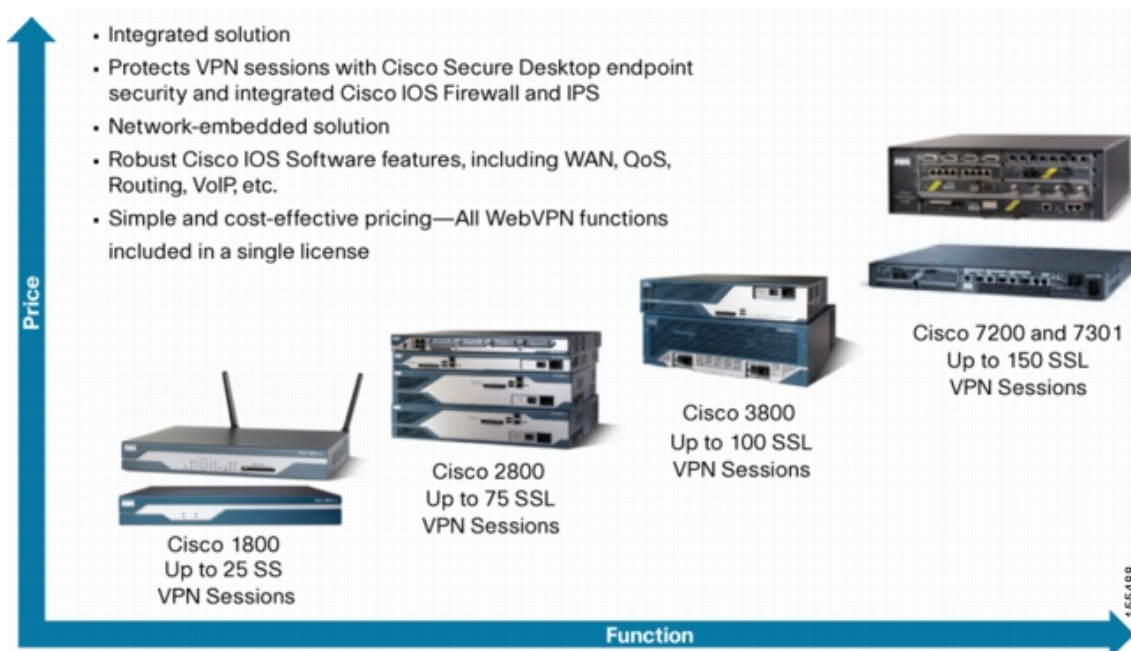 ▪ Integrated solution
▪ Protects VPN sessions with Cisco Secure Desktop endpoint
security and integrated Cisco IOS Firewall and IPS
▪ Network-embedded solution
▪ Robust Cisco IOS Software features, including WAN, QoS,
Routing, VoIP, etc.
▪ Simple and cost-effective pricing—All WebVPN functions
included in a single license
Price
Cisco 7200 and 7301
Up to 150 SSL
VPN Sessions
Cisco 3800
Up to 100 SSL
VPN Sessions
Cisco 2800
Up to 75 SSL
VPN Sessions
Cisco 1800
Up to 25 SS
VPN Sessions
155488
Function